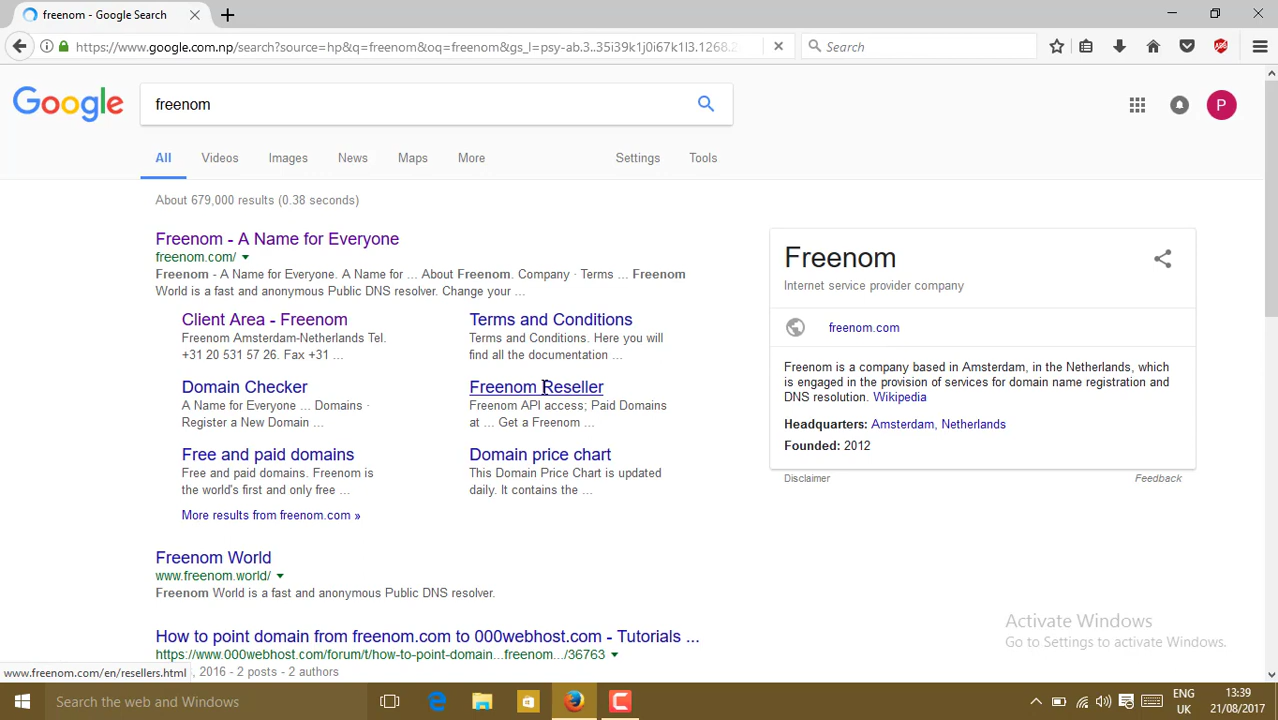 freenom - Google Search
https://www.google.com.np/search?source=hp&q=freenom&oq=freenom&gs_l=psy-ab.3..35i39k1j0i67k1l3.1268.2
Search
ABP
Google
freenom
P
All Videos Images News Maps More Settings Tools
About 679,000 results (0.38 seconds)
Freenom - A Name for Everyone
freenom.com/
Freenom - A Name for Everyone. A Name for ... About Freenom. Company · Terms ... Freenom
World is a fast and anonymous Public DNS resolver. Change your ...
Client Area - Freenom
Freenom Amsterdam-Netherlands Tel.
+31 20 531 57 26. Fax +31 ...
Terms and Conditions
Terms and Conditions. Here you will
find all the documentation ...
Domain Checker
A Name for Everyone ... Domains ·
Register a New Domain ...
Freenom Reseller
Freenom API access; Paid Domains
at ... Get a Freenom ...
Free and paid domains
Free and paid domains. Freenom is
the world's first and only free ...
Domain price chart
This Domain Price Chart is updated
daily. It contains the ...
More results from freenom.com »
Freenom World
www.freenom.world/
Freenom World is a fast and anonymous Public DNS resolver.
How to point domain from freenom.com to 000webhost.com - Tutorials ...
https://www.000webhost.com/forum/t/how-to-point-domain...freenom.../36763
, 2016 - 2 posts - 2 authors
Freenom
Internet service provider company
freenom.com
Freenom is a company based in Amsterdam, in the Netherlands, which
is engaged in the provision of services for domain name registration and
DNS resolution. Wikipedia
Headquarters: Amsterdam, Netherlands
Founded: 2012
Disclaimer
Feedback
Activate Windows
Go to Settings to activate Windows.
www.freenom.com/en/resellers.html
Search the web and Windows
ENG
UK
13:39
21/08/2017